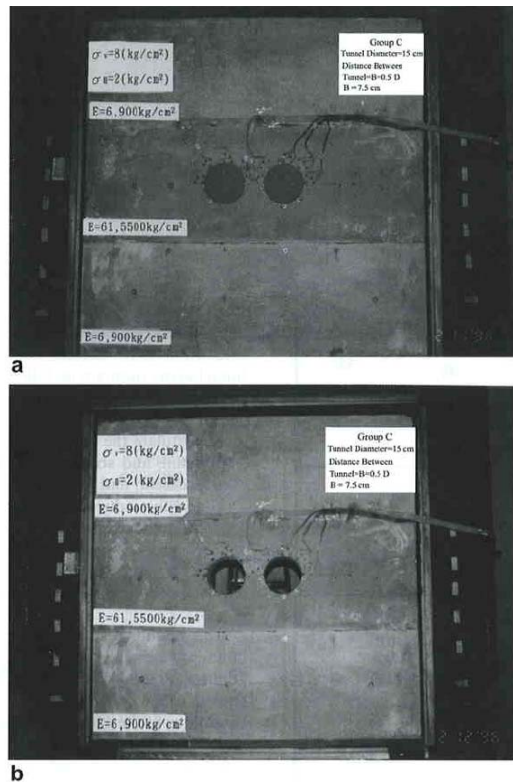 σv=8(kg/cm²)
σH=2(kg/cm²)
Group C
Tunnel Diameter=15 cm
Distance Between
Tunnel=B=0.5 D
B = 7.5 cm
E=6,900kg/cm²
E=61,5500kg/cm²
E=6,900kg/cm²
a
σv=8(kg/cm²)
σH=2(kg/cm²)
Group C
Tunnel Diameter=15 cm
Distance Between
Tunnel=B=0.5 D
B = 7.5 cm
E=6,900kg/cm²
E=61,5500kg/cm²
E=6,900kg/cm²
2 12 '98
b